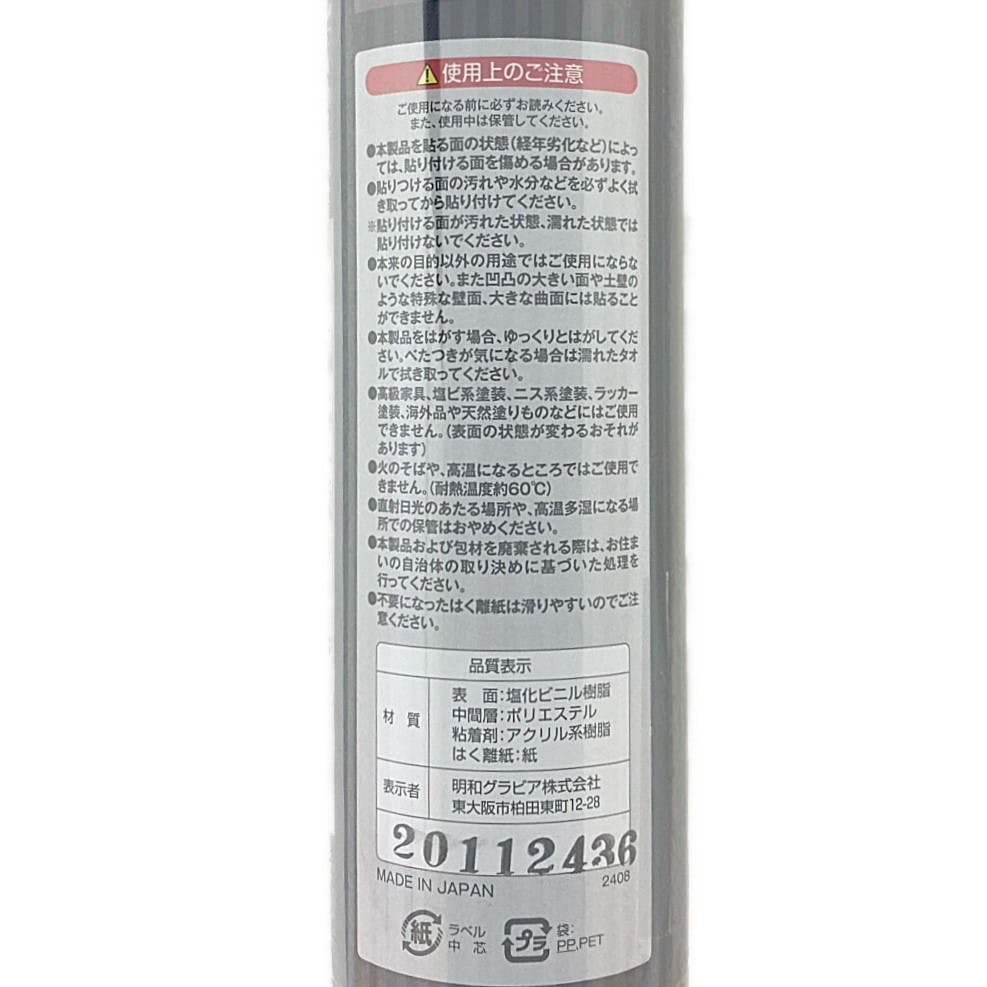 使用上のご注意
ご使用になる前に必ずお読みください。
また、使用中は保管してください。
●本製品を貼る面の状態(経年劣化など)によっ
ては、貼り付ける面を傷める場合があります。
●貼りつける面の汚れや水分などを必ずよく拭
き取ってから貼り付けてください。
※貼り付ける面が汚れた状態、濡れた状態では
貼り付けないでください。
●本来の目的以外の用途ではご使用にならな
いでください。また凹凸の大きい面や土壁の
ような特殊な壁面、大きな曲面には貼ること
ができません。
●本製品をはがす場合、ゆっくりとはがしてくだ
さい。べたつきが気になる場合は濡れたタオ
ルで拭き取ってください。
●高級家具、塩ビ系塗装、ニス系塗装、ラッカー
塗装、海外品や天然塗りものなどにはご使用
できません。(表面の状態が変わるおそれが
あります)
●火のそばや、高温になるところではご使用で
きません。(耐熱温度約60℃)
●直射日光のあたる場所や、高温多湿になる場
所での保管はおやめください。
●本製品および包材を廃棄される際は、お住ま
いの自治体の取り決めに基づいた処理を
行ってください。
●不要になったはく離紙は滑りやすいのでご注
意ください。
品質表示
材 質
表 面:塩化ビニル樹脂
中間層:ポリエステル
粘着剤:アクリル系樹脂
はく離紙:紙
表示者
明和グラビア株式会社
東大阪市柏田東町12-28
20112436
MADE IN JAPAN 2408
紙 ラベル 中芯
プラ 袋: PP,PET